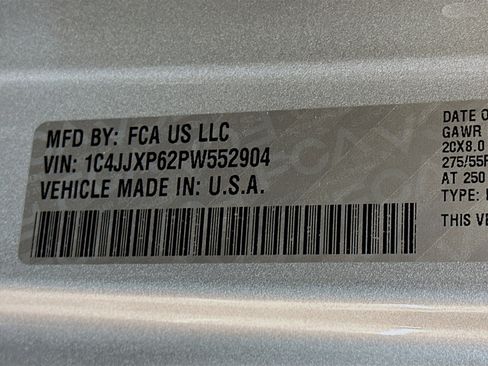 MFD BY: FCA US LLC
VIN: 1C4JJXP62PW552904
VEHICLE MADE IN: U.S.A.
DATE O
GAWR
2CX8.0
275/55R
AT 250
TYPE:
THIS VE